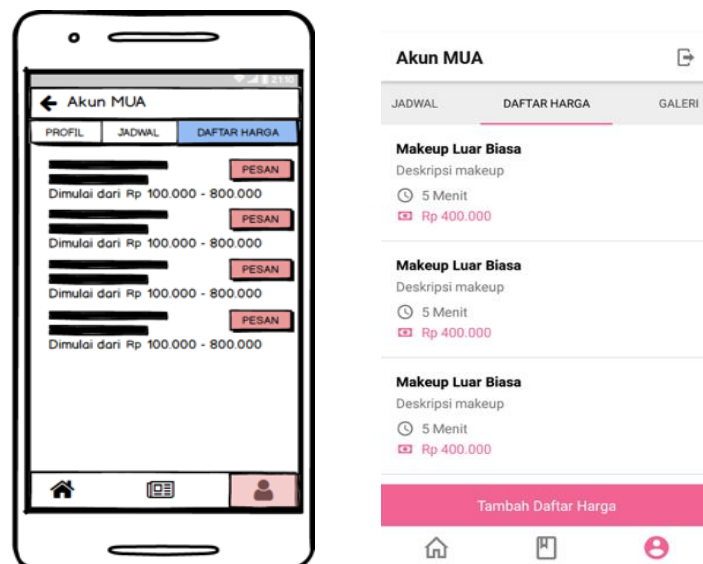 21:10
Akun MUA
PROFIL JADWAL DAFTAR HARGA
PESAN
Dimulai dari Rp 100.000 - 800.000
PESAN
Dimulai dari Rp 100.000 - 800.000
PESAN
Dimulai dari Rp 100.000 - 800.000
PESAN
Dimulai dari Rp 100.000 - 800.000
Akun MUA
JADWAL DAFTAR HARGA GALERI
Makeup Luar Biasa
Deskripsi makeup
5 Menit
Rp 400.000
Makeup Luar Biasa
Deskripsi makeup
5 Menit
Rp 400.000
Makeup Luar Biasa
Deskripsi makeup
5 Menit
Rp 400.000
Tambah Daftar Harga